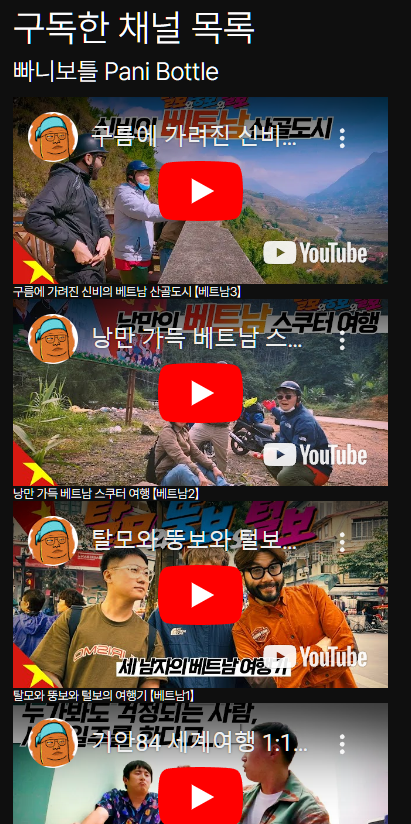 구독한 채널 목록
빠니보틀 Pani Bottle
신비의 베트남 산골도시
구름에 가려진 신비...
YouTube
구름에 가려진 신비의 베트남 산골도시 【베트남3】
낭만의 베트남 스쿠터 여행
낭만 가득 베트남 스...
YouTube
낭만 가득 베트남 스쿠터 여행 【베트남2】
탈모 뚱보 털보
탈모와 뚱보와 털보...
세 남자의 베트남 여행기
YouTube
탈모와 뚱보와 털보의 여행기 【베트남1】
누가봐도 걱정되는 사람,
기안84 세계여행 1:1...